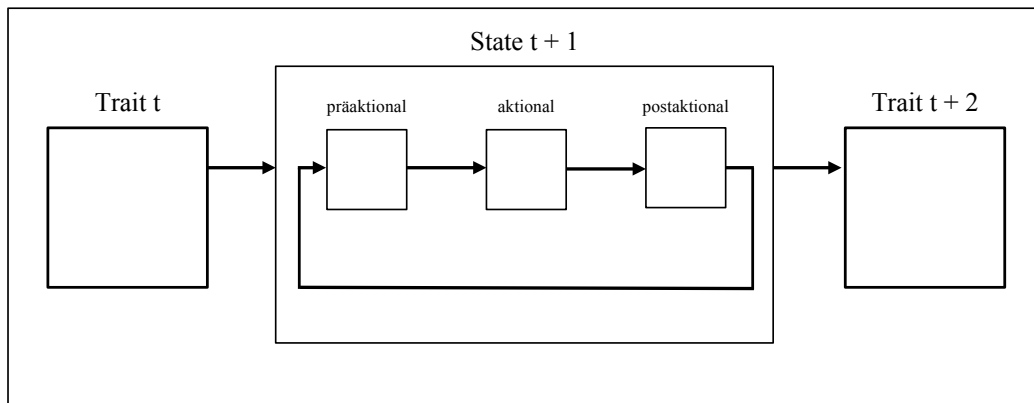 State t + 1
Trait t
präaktional
aktional
postaktional
Trait t + 2